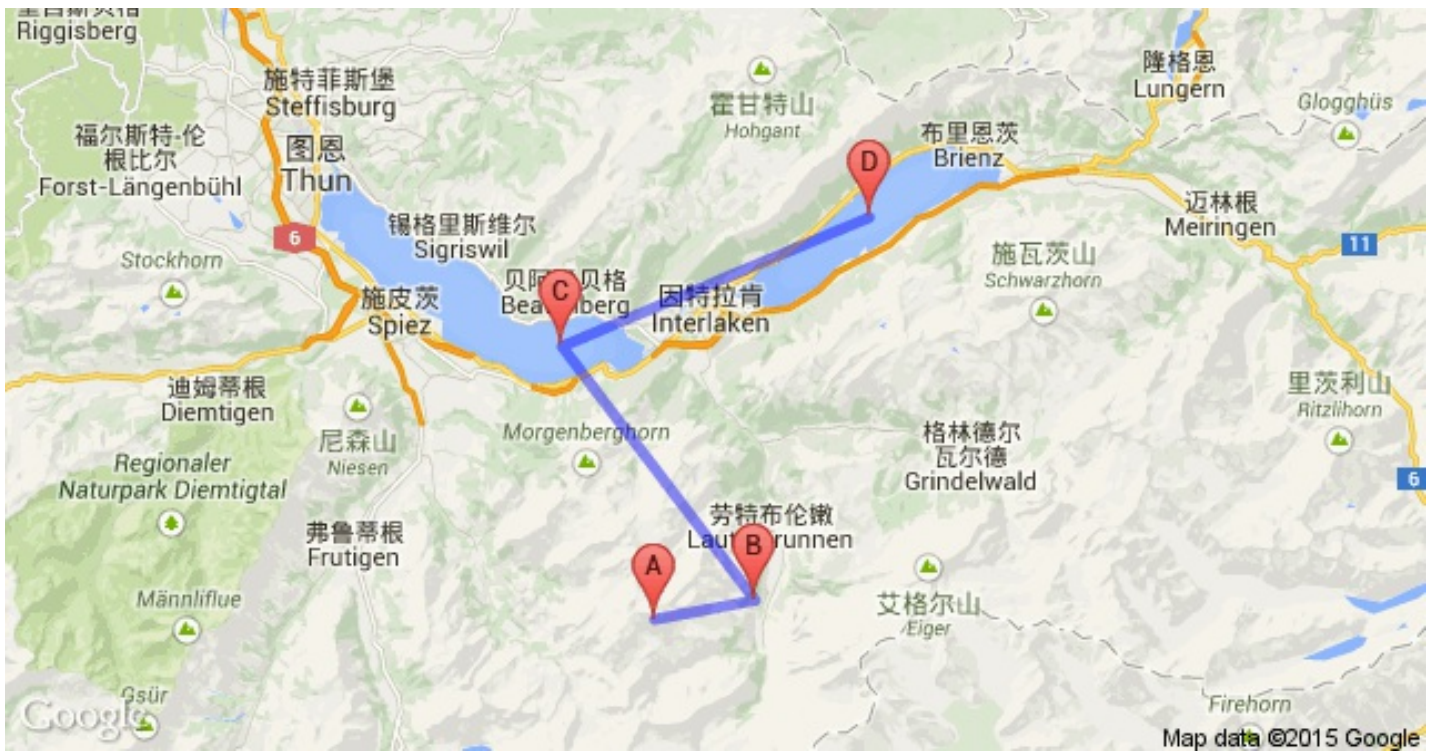 Riggisberg
施特菲斯堡
Steffisburg
福尔斯特-伦
根比尔
Forst-Längenbühl
图恩
Thun
霍甘特山
Hohgant
隆格恩
Lungern
Glogghüs
布里恩茨
Brienz
D
迈林根
Meiringen
锡格里斯维尔
Sigriswil
6
Stockhorn
施皮茨
Spiez
C
因特拉肯
Interlaken
施瓦茨山
Schwarzhorn
11
迪姆蒂根
Diemtigen
尼森山
Niesen
Morgenberghorn
格林德尔
瓦尔德
Grindelwald
里茨利山
Ritzlihorn
6
Regionaler
Naturpark Diemtigtal
弗鲁蒂根
Frutigen
劳特布伦嫩
A
B
艾格尔山
Eiger
Männliflue
Gsür
Google
Firehorn
Map data ©2015 Google